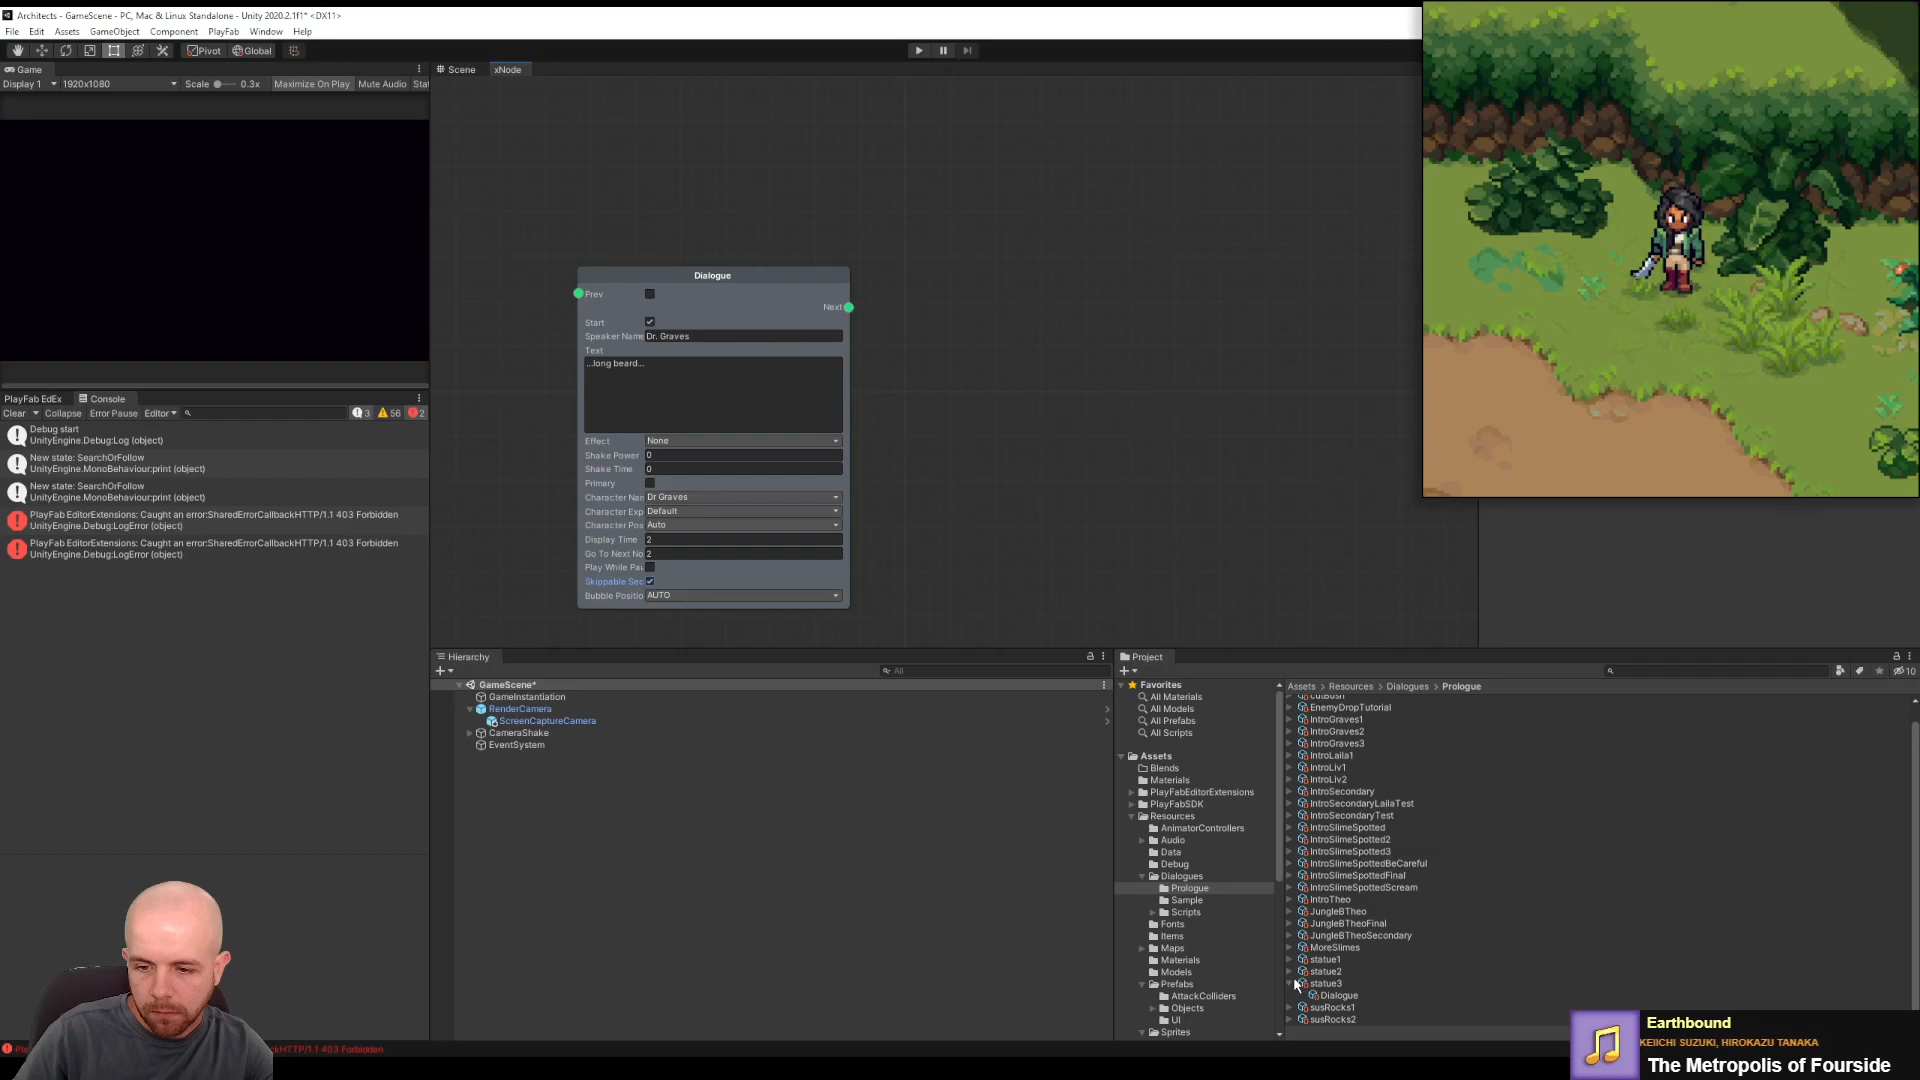 Architects - GameScene - PC, Mac & Linux Standalone - Unity 2020.2.1f1* <DX11>
File Edit Assets GameObject Component PlayFab Window Help
Pivot Global
Game
Display 1 1920x1080 Scale 0.3x Maximize On Play Mute Audio Stat
Scene xNode
Dialogue
Prev
Next
Start
Speaker Name Dr. Graves
Text
...long beard...
Effect None
Shake Power 0
Shake Time 0
Primary
Character Nam Dr Graves
Character Exp Default
Character Pos Auto
Display Time 2
Go To Next No 2
Play While Pau
Skippable Sec
Bubble Positio AUTO
PlayFab EdEx Console
Clear Collapse Error Pause Editor 3 56 2
Debug start
UnityEngine.Debug:Log (object)
New state: SearchOrFollow
UnityEngine.MonoBehaviour:print (object)
New state: SearchOrFollow
UnityEngine.MonoBehaviour:print (object)
PlayFab EditorExtensions: Caught an error:SharedErrorCallbackHTTP/1.1 403 Forbidden
UnityEngine.Debug:LogError (object)
PlayFab EditorExtensions: Caught an error:SharedErrorCallbackHTTP/1.1 403 Forbidden
UnityEngine.Debug:LogError (object)
Hierarchy
All
GameScene*
GameInstantiation
RenderCamera
ScreenCaptureCamera
CameraShake
EventSystem
Project
10
Favorites
All Materials
All Models
All Prefabs
All Scripts
Assets
Blends
Materials
PlayFabEditorExtensions
PlayFabSDK
Resources
AnimatorControllers
Audio
Data
Debug
Dialogues
Prologue
Sample
Scripts
Fonts
Items
Maps
Materials
Models
Prefabs
AttackColliders
Objects
UI
Sprites
Assets > Resources > Dialogues > Prologue
CutBush
EnemyDropTutorial
IntroGraves1
IntroGraves2
IntroGraves3
IntroLaila1
IntroLiv1
IntroLiv2
IntroSecondary
IntroSecondaryLailaTest
IntroSecondaryTest
IntroSlimeSpotted
IntroSlimeSpotted2
IntroSlimeSpotted3
IntroSlimeSpottedBeCareful
IntroSlimeSpottedFinal
IntroSlimeSpottedScream
IntroTheo
JungleBTheo
JungleBTheoFinal
JungleBTheoSecondary
MoreSlimes
statue1
statue2
statue3
Dialogue
susRocks1
susRocks2
ckHTTP/1.1 403 Forbidden
Earthbound
KEIICHI SUZUKI, HIROKAZU TANAKA
The Metropolis of Fourside